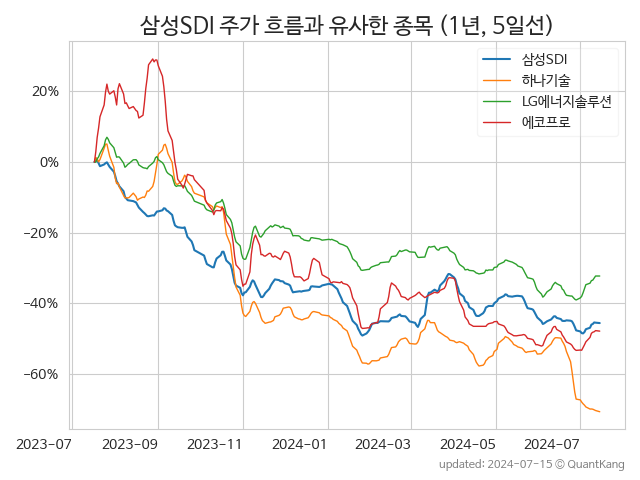 삼성SDI 주가 흐름과 유사한 종목 (1년, 5일선)
삼성SDI
하나기술
LG에너지솔루션
에코프로
20%
0%
−20%
−40%
−60%
2023-07 2023-09 2023-11 2024-01 2024-03 2024-05 2024-07
updated: 2024-07-15 © QuantKang